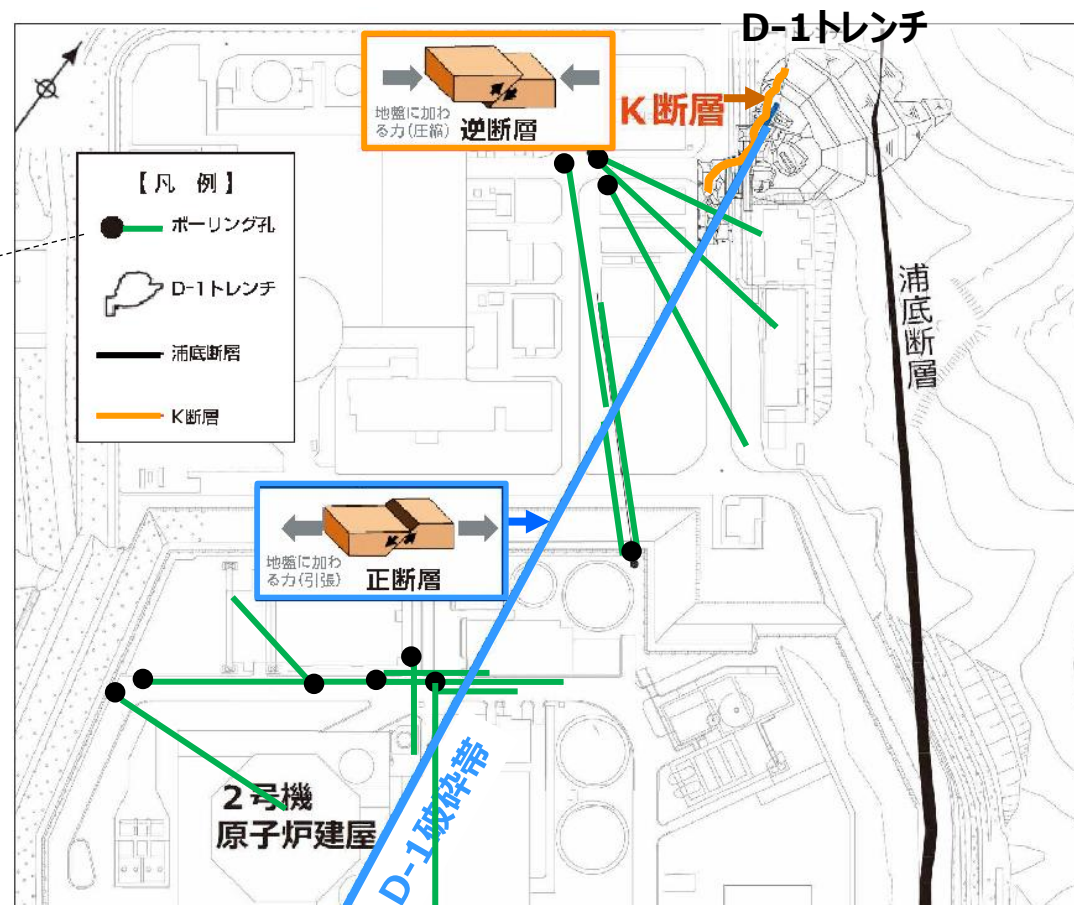 D-1トレンチ
地盤に加わ
る力(圧縮)
逆断層
K断層
【凡 例】
ボーリング孔
D-1トレンチ
浦底断層
K断層
浦底断層
地盤に加わ
る力(引張)
正断層
D-1破砕帯
2号機
原子炉建屋